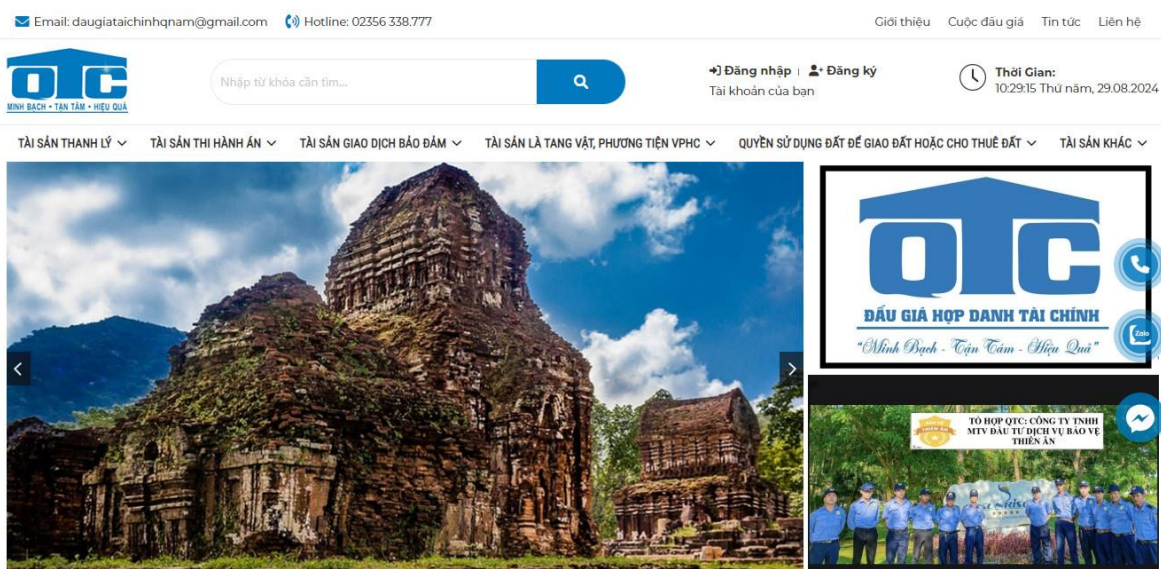 Email: daugiataichinhqnam@gmail.com
Hotline: 02356 338.777
Giới thiệu Cuộc đấu giá Tin tức Liên hệ
QTC
MINH BẠCH • TẬN TÂM • HIỆU QUẢ
Nhập từ khóa cần tìm...
Đăng nhập | Đăng ký
Tài khoản của bạn
Thời Gian:
10:29:15 Thứ năm, 29.08.2024
TÀI SẢN THANH LÝ TÀI SẢN THI HÀNH ÁN TÀI SẢN GIAO DỊCH BẢO ĐẢM TÀI SẢN LÀ TANG VẬT, PHƯƠNG TIỆN VPHC QUYỀN SỬ DỤNG ĐẤT ĐỂ GIAO ĐẤT HOẶC CHO THUÊ ĐẤT TÀI SẢN KHÁC
QTC
ĐẤU GIÁ HỢP DANH TÀI CHÍNH
"Minh Bạch - Tận Tâm - Hiệu Quả"
Zalo
TỔ HỢP QTC: CÔNG TY TNHH
MTV ĐẦU TƯ DỊCH VỤ BẢO VỆ
THIÊN ÂN